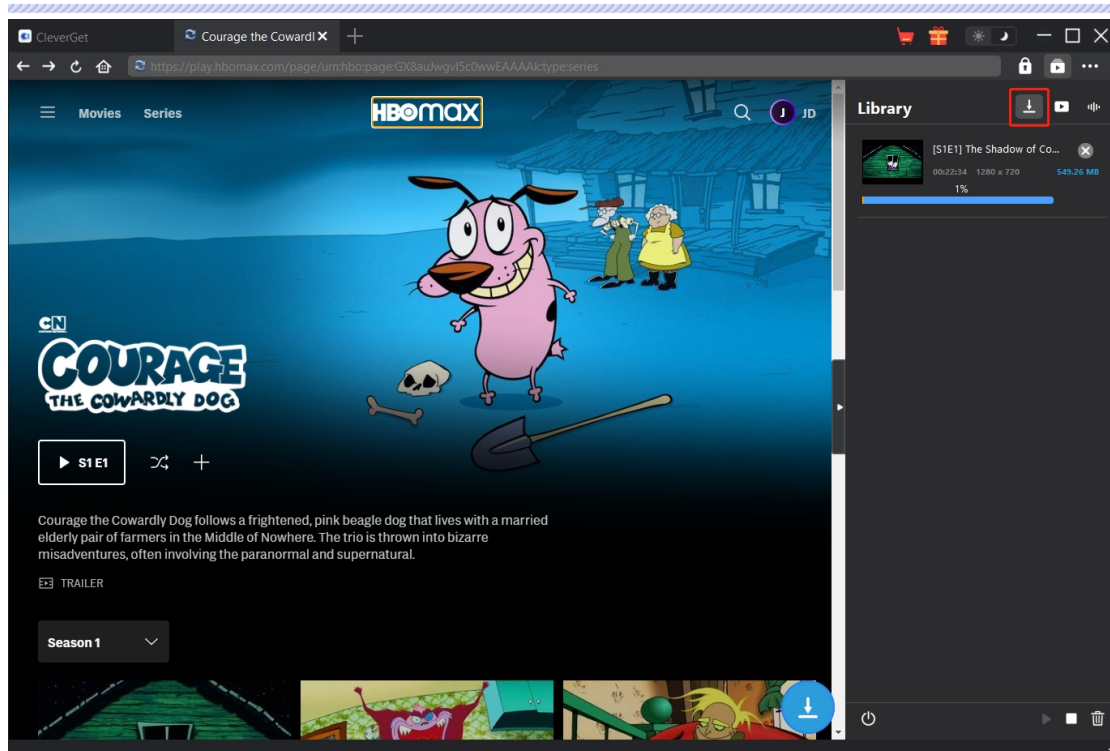 CleverGet
Courage the Cowardl
https://play.hbomax.com/page/urn:hbo:page:GX8auJwgvI5c0wwEAAAAk:type:series
Movies Series
HBOMAX
J JD
Library
[S1E1] The Shadow of Co...
00:22:34 1280 x 720 549.26 MB
1%
CN
CARTOON NETWORK
COURAGE
THE COWARDLY DOG
S1 E1
Courage the Cowardly Dog follows a frightened, pink beagle dog that lives with a married
elderly pair of farmers in the Middle of Nowhere. The trio is thrown into bizarre
misadventures, often involving the paranormal and supernatural.
TRAILER
Season 1